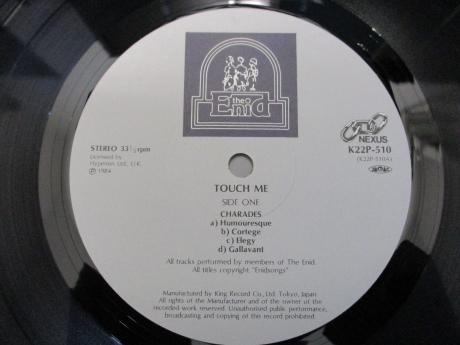 the
Enid
STEREO 33 1/3 rpm
Licensed by
Hyperion Ltd., U.K.
Ⓟ 1984
NEXUS
K22P-510
(K22P-510A)
TOUCH ME
SIDE ONE
CHARADES
a) Humouresque
b) Cortege
c) Elegy
d) Gallavant
All tracks performed by members of The Enid.
All titles copyright "Enidsongs"
Manufactured by King Record Co., Ltd. Tokyo, Japan
All rights of the Manufacturer and of the owner of the
recorded work reserved. Unauthorised public performance,
broadcasting and copying of this record prohibited.